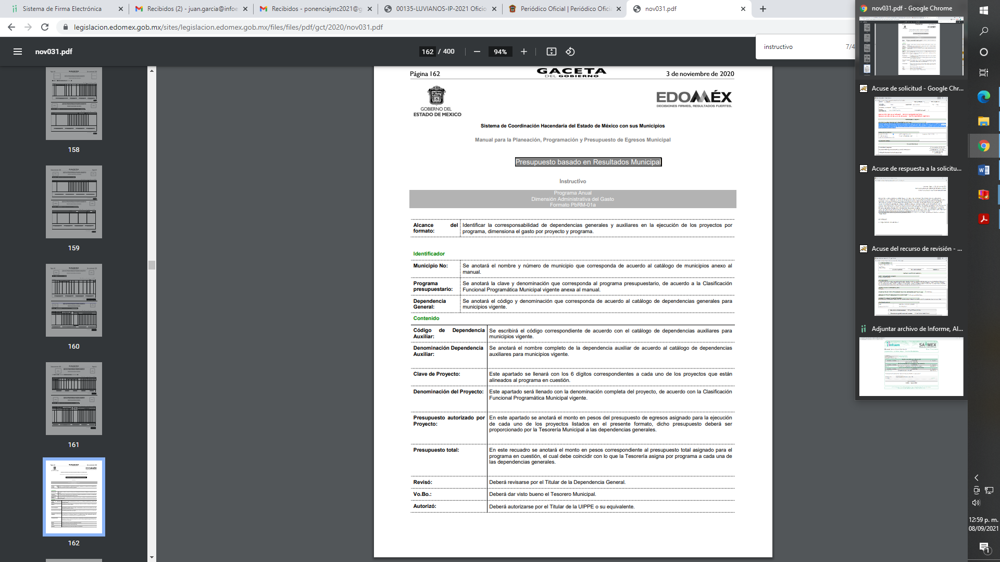 Sistema de Firma Electrónica
Recibidos (2) - juan.garcia@infoe
Recibidos - ponenciajmc2021@g
00135-LUVIANOS-IP-2021 Oficio
Periódico Oficial | Periódico Ofici
nov031.pdf
legislacion.edomex.gob.mx/sites/legislacion.edomex.gob.mx/files/files/pdf/gct/2020/nov031.pdf
nov031.pdf
162 / 400
94%
instructivo 7/4
158
159
160
161
162
Página 162
GACETA
DEL GOBIERNO
3 de noviembre de 2020
GOBIERNO DEL
ESTADO DE MÉXICO
EDOMÉX
DECISIONES FIRMES, RESULTADOS FUERTES.
Sistema de Coordinación Hacendaría del Estado de México con sus Municipios
Manual para la Planeación, Programación y Presupuesto de Egresos Municipal
Presupuesto basado en Resultados Municipal
Instructivo
Programa Anual
Dimensión Administrativa del Gasto
Formato PbRM-01a
Alcance del formato: Identificar la corresponsabilidad de dependencias generales y auxiliares en la ejecución de los proyectos por
programa, dimensiona el gasto por proyecto y programa.
Identificador
Municipio No: Se anotará el nombre y número de municipio que corresponda de acuerdo al catálogo de municipios anexo al
manual.
Programa presupuestario: Se anotará la clave y denominación que corresponda al programa presupuestario, de acuerdo a la Clasificación
Funcional Programática Municipal vigente anexa al manual.
Dependencia General: Se anotará el código y denominación que corresponda de acuerdo al catálogo de dependencias generales para
municipios vigente.
Contenido
Código de Dependencia Auxiliar: Se escribirá el código correspondiente de acuerdo con el catálogo de dependencias auxiliares para
municipios vigente.
Denominación Dependencia Auxiliar: Se anotará el nombre completo de la dependencia auxiliar de acuerdo al catálogo de dependencias
auxiliares para municipios vigente.
Clave de Proyecto: Este apartado se llenará con los 6 dígitos correspondientes a cada uno de los proyectos que están
alineados al programa en cuestión.
Denominación del Proyecto: Este apartado será llenado con la denominación completa del proyecto, de acuerdo con la Clasificación
Funcional Programática Municipal vigente.
Presupuesto autorizado por Proyecto: En este apartado se anotará el monto en pesos del presupuesto de egresos asignado para la ejecución
de cada uno de los proyectos listados en el presente formato, dicho presupuesto deberá ser
proporcionado por la Tesorería Municipal a las dependencias generales.
Presupuesto total: En este recuadro se anotará el monto en pesos correspondiente al presupuesto total asignado para el
programa en cuestión, el cual debe coincidir con lo que la Tesorería asigna por programa a cada una de
las dependencias generales.
Revisó: Deberá revisarse por el Titular de la Dependencia General.
Vo.Bo.: Deberá dar visto bueno el Tesorero Municipal.
Autorizó: Deberá autorizarse por el Titular de la UIPPE o su equivalente.
nov031.pdf - Google Chrome
Acuse de solicitud - Google Chr...
Acuse de respuesta a la solicitu...
Acuse del recurso de revisión - ...
Adjuntar archivo de Informe, Al...
infoem
SAIMEX
12:59 p. m.
08/09/2021
1